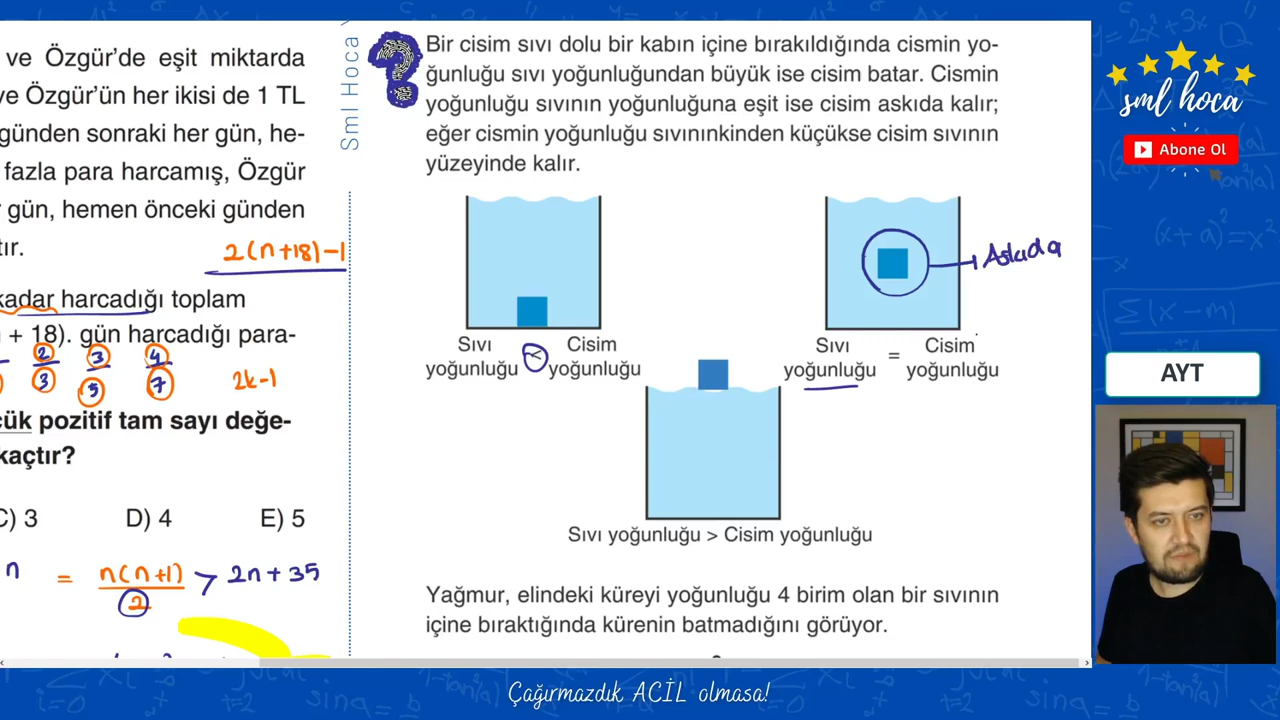 ve Özgür'de eşit miktarda
ve Özgür'ün her ikisi de 1 TL
günden sonraki her gün, he-
fazla para harcamış, Özgür
r gün, hemen önceki günden
tır.
2(n+18)-1
kadar harcadığı toplam
+ 18). gün harcadığı para-
2 3 4
3 5 7 2k-1
çük pozitif tam sayı değe-
kaçtır?
C) 3 D) 4 E) 5
n = n(n+1) / 2 > 2n+35
Sml Hoca
?
Bir cisim sıvı dolu bir kabın içine bırakıldığında cismin yo-
ğunluğu sıvı yoğunluğundan büyük ise cisim batar. Cismin
yoğunluğu sıvının yoğunluğuna eşit ise cisim askıda kalır;
eğer cismin yoğunluğu sıvınınkinden küçükse cisim sıvının
yüzeyinde kalır.
Askıda
Sıvı yoğunluğu < Cisim yoğunluğu
Sıvı yoğunluğu = Cisim yoğunluğu
Sıvı yoğunluğu > Cisim yoğunluğu
Yağmur, elindeki küreyi yoğunluğu 4 birim olan bir sıvının
içine bıraktığında kürenin batmadığını görüyor.
sml hoca
Abone Ol
AYT
Çağırmazdık ACİL olmasa!